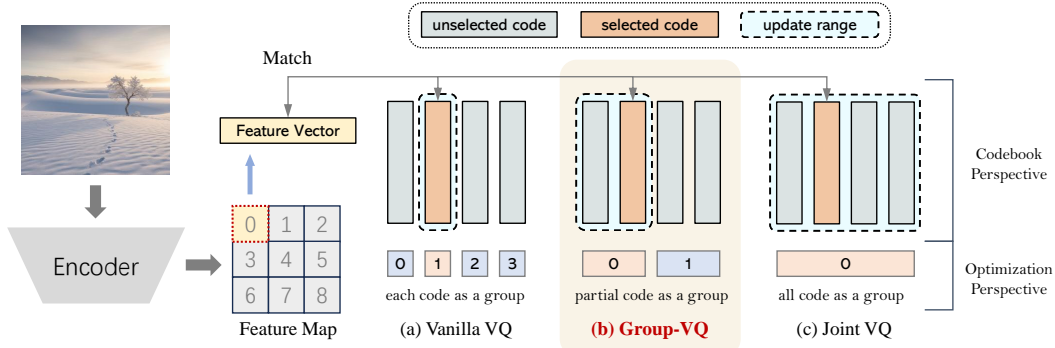 unselected code
selected code
update range
Match
Feature Vector
Encoder
0 1 2
3 4 5
6 7 8
Feature Map
0 1 2 3
each code as a group
(a) Vanilla VQ
0 1
partial code as a group
(b) Group-VQ
0
all code as a group
(c) Joint VQ
Codebook
Perspective
Optimization
Perspective